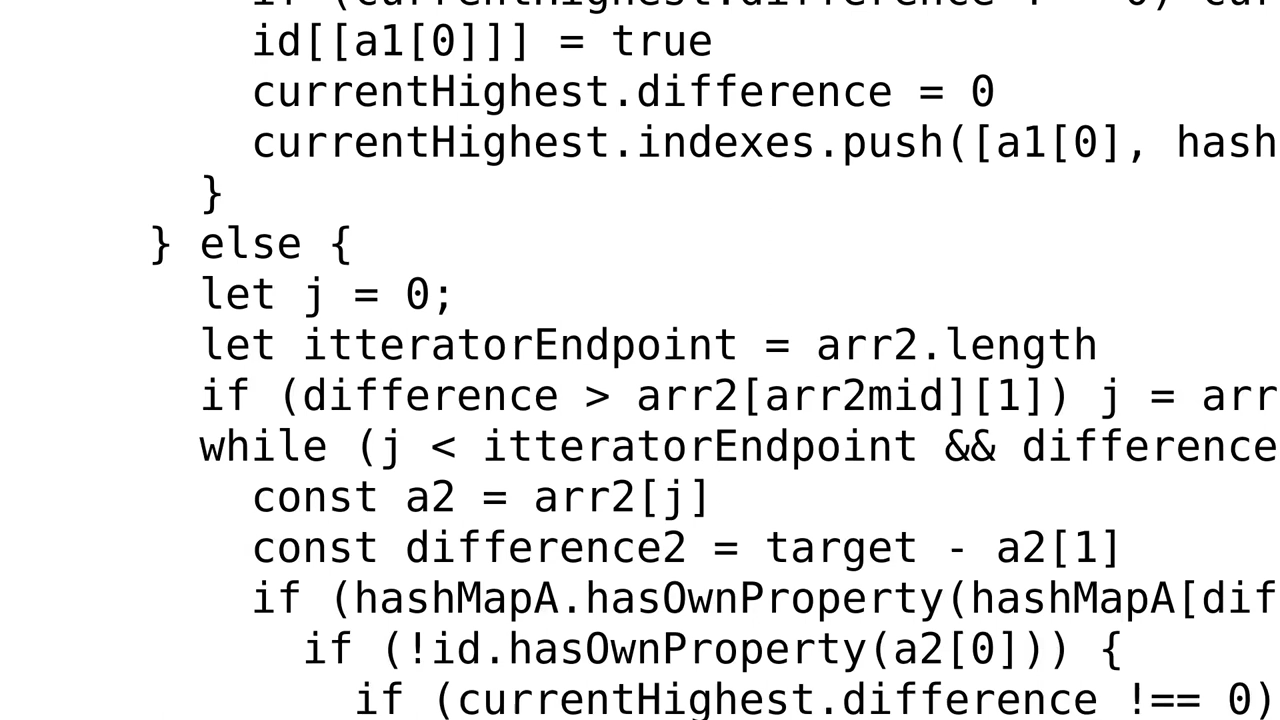 id[[a1[0]]] = true
currentHighest.difference = 0
currentHighest.indexes.push([a1[0], hash
}
} else {
let j = 0;
let itteratorEndpoint = arr2.length
if (difference > arr2[arr2mid][1]) j = arr
while (j < itteratorEndpoint && difference
const a2 = arr2[j]
const difference2 = target - a2[1]
if (hashMapA.hasOwnProperty(hashMapA[dif
if (!id.hasOwnProperty(a2[0])) {
if (currentHighest.difference !== 0)